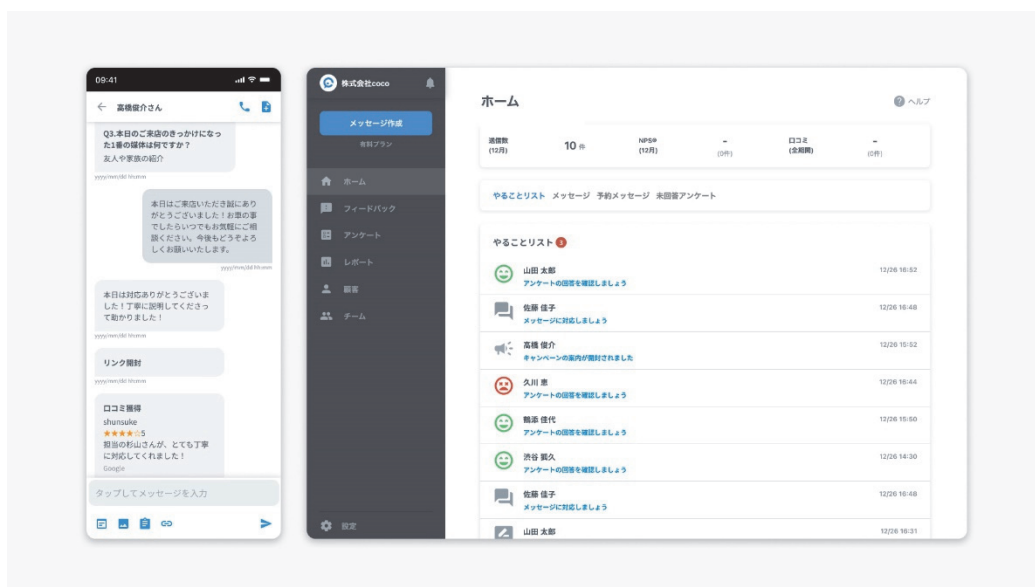 09:41
高橋俊介さん
Q3.本日のご来店のきっかけになっ
た1番の媒体は何ですか？
友人や家族の紹介
yyyy/mm/dd hh:mm
本日はご来店いただき誠にあり
がとうございました！お車の事
でしたらいつでもお気軽にご相
談ください。今後もどうぞよろ
しくお願いいたします。
yyyy/mm/dd hh:mm
本日は対応ありがとうございま
した！丁寧に説明してくださっ
て助かりました！
yyyy/mm/dd hh:mm
リンク開封
yyyy/mm/dd hh:mm
口コミ獲得
shunsuke
★★★★☆5
担当の杉山さんが、とても丁寧
に対応してくれました！
Google
タップしてメッセージを入力
株式会社coco
メッセージ作成
有料プラン
ホーム
フィードバック
アンケート
レポート
顧客
チーム
設定
ホーム
ヘルプ
送信数
(12月)
10 件
NPS®
(12月)
-
(0件)
口コミ
(全期間)
-
(0件)
やることリスト メッセージ 予約メッセージ 未回答アンケート
やることリスト 3
山田 太郎
アンケートの回答を確認しましょう
12/26 16:52
佐藤 佳子
メッセージに対応しましょう
12/26 16:48
高橋 俊介
キャンペーンの案内が開封されました
12/26 15:52
久川 恵
アンケートの回答を確認しましょう
12/26 16:44
鶴添 佳代
アンケートの回答を確認しましょう
12/26 15:50
渋谷 觐久
アンケートの回答を確認しましょう
12/26 14:30
佐藤 佳子
メッセージに対応しましょう
12/26 16:48
山田 太郎
12/26 16:31